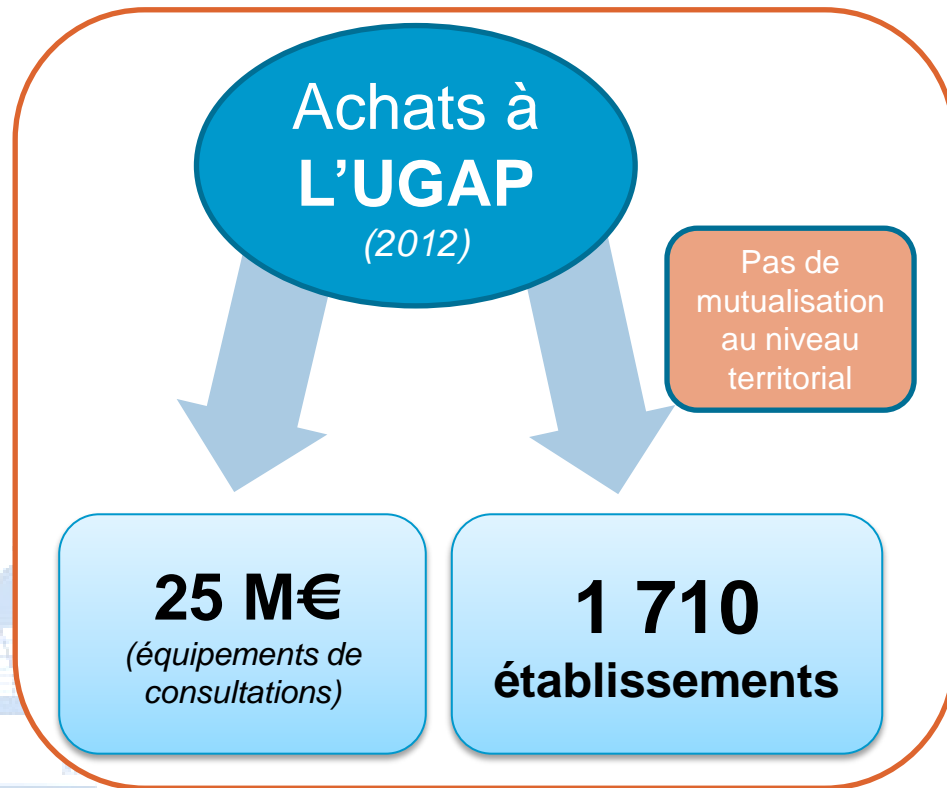 Achats à
L’UGAP
(2012)
Pas de
mutualisation
au niveau
territorial
25 M€
(équipements de
consultations)
1 710
établissements